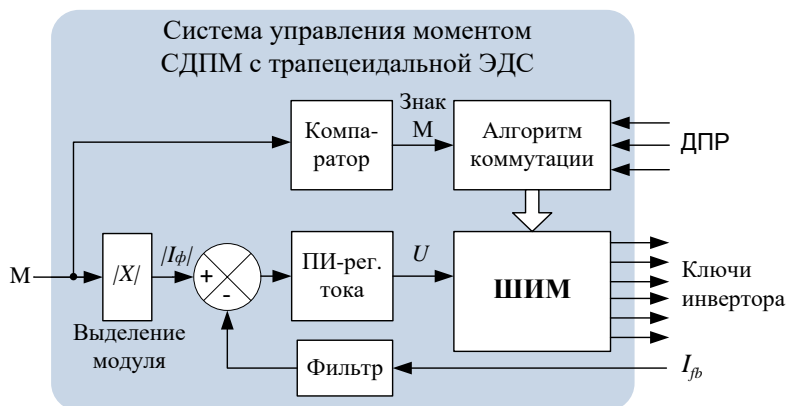 Система управления моментом
СДПМ с трапецеидальной ЭДС
Знак
М
Компа-
ратор
Алгоритм
коммутации
ДПР
М
|X|
|Iф|
+
-
ПИ-рег.
тока
U
ШИМ
Ключи
инвертора
Выделение
модуля
Фильтр
Ifb